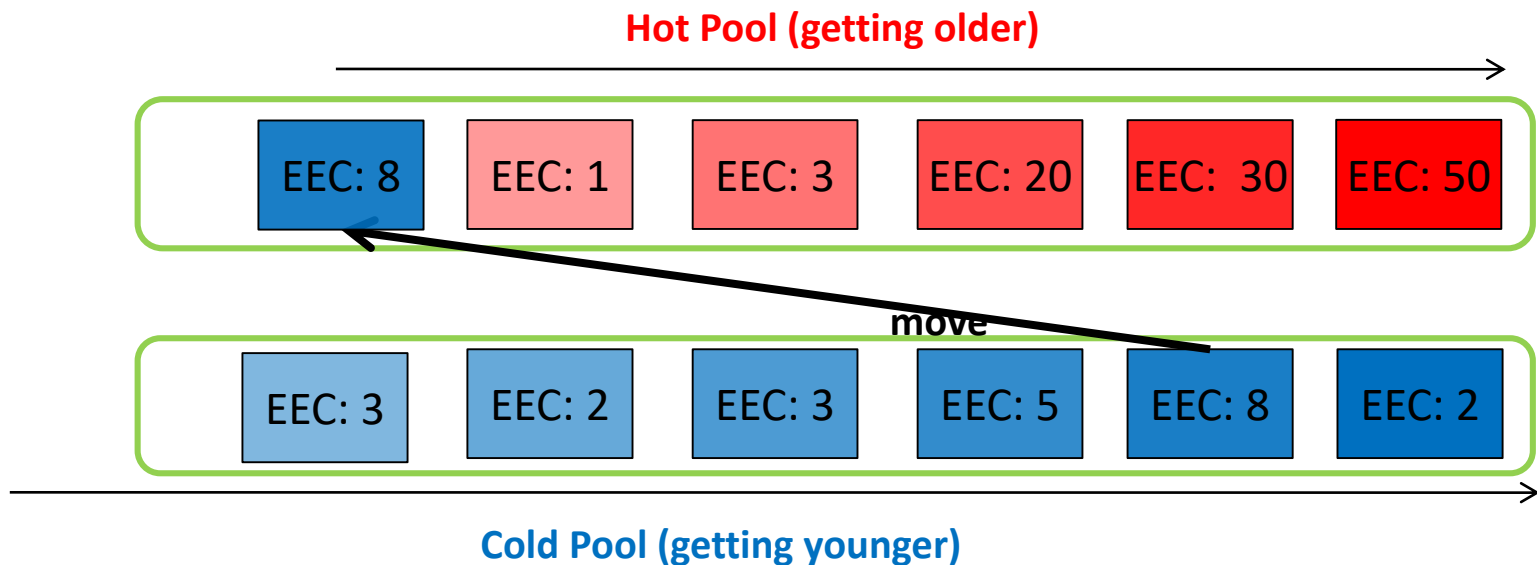 Hot Pool (getting older)
EEC: 8 EEC: 1 EEC: 3 EEC: 20 EEC:  30 EEC: 50
move
EEC: 3 EEC: 2 EEC: 3 EEC: 5 EEC: 8 EEC: 2
Cold Pool (getting younger)